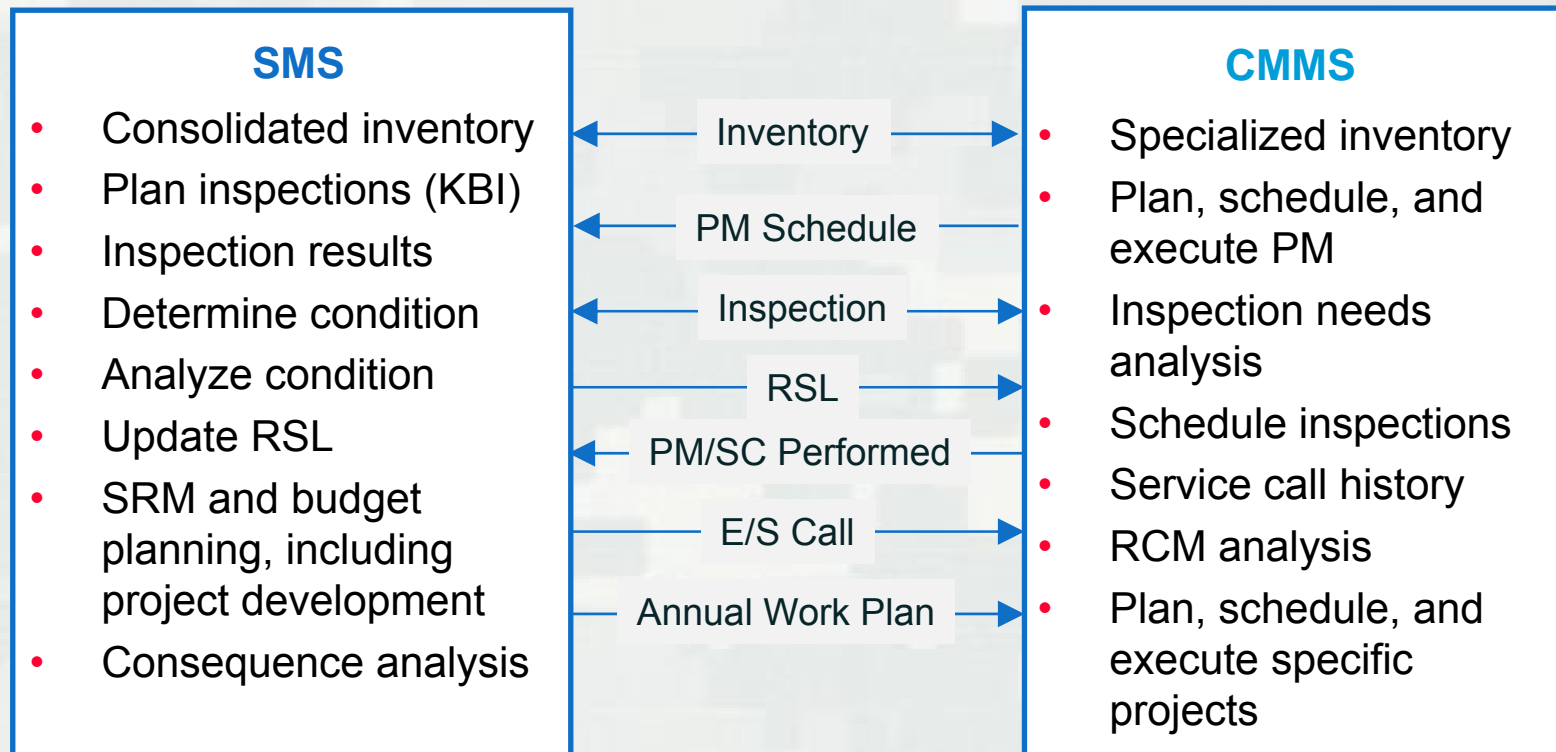 SMS
• Consolidated inventory
• Plan inspections (KBI)
• Inspection results
• Determine condition
• Analyze condition
• Update RSL
• SRM and budget
planning, including
project development
• Consequence analysis
Inventory
PM Schedule
Inspection
RSL
PM/SC Performed
E/S Call
Annual Work Plan
CMMS
• Specialized inventory
• Plan, schedule, and
execute PM
• Inspection needs
analysis
• Schedule inspections
• Service call history
• RCM analysis
• Plan, schedule, and
execute specific
projects